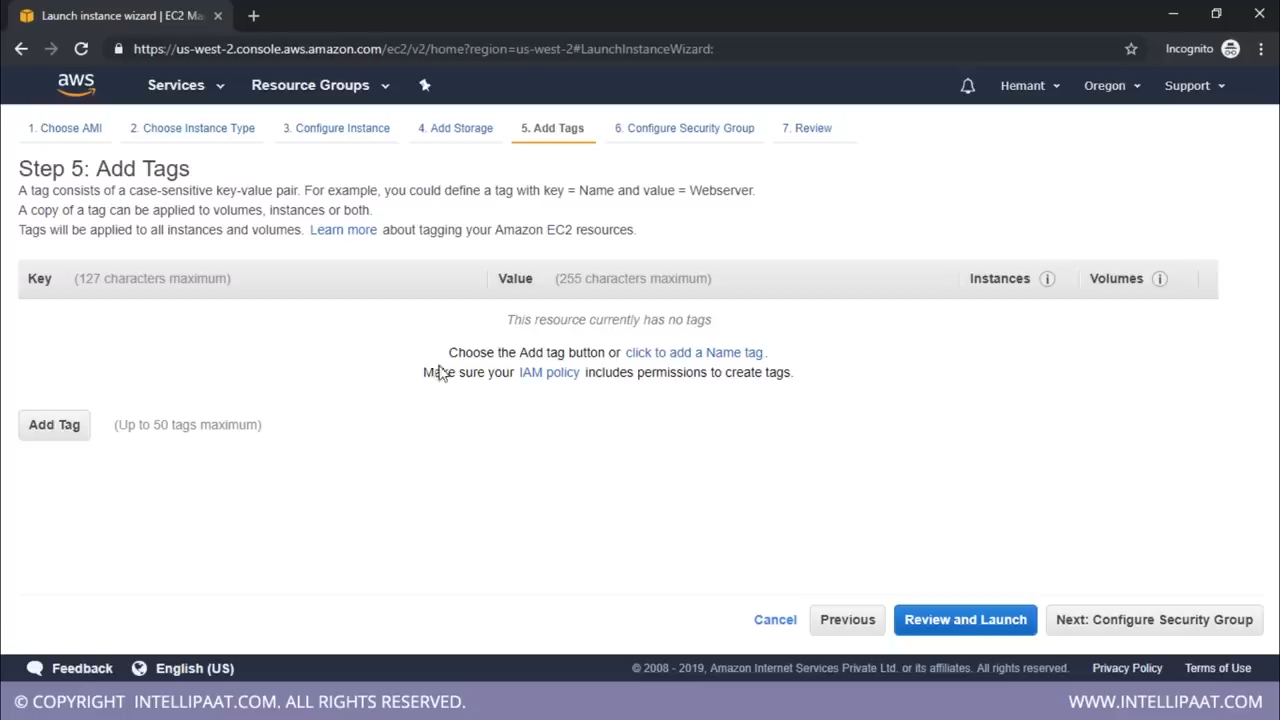 Launch instance wizard | EC2 Ma
https://us-west-2.console.aws.amazon.com/ec2/v2/home?region=us-west-2#LaunchInstanceWizard:
Incognito
aws
Services
Resource Groups
Hemant
Oregon
Support
1. Choose AMI
2. Choose Instance Type
3. Configure Instance
4. Add Storage
5. Add Tags
6. Configure Security Group
7. Review
Step 5: Add Tags
A tag consists of a case-sensitive key-value pair. For example, you could define a tag with key = Name and value = Webserver.
A copy of a tag can be applied to volumes, instances or both.
Tags will be applied to all instances and volumes. Learn more about tagging your Amazon EC2 resources.
Key (127 characters maximum)
Value (255 characters maximum)
Instances
Volumes
This resource currently has no tags
Choose the Add tag button or click to add a Name tag.
Make sure your IAM policy includes permissions to create tags.
Add Tag (Up to 50 tags maximum)
Cancel
Previous
Review and Launch
Next: Configure Security Group
Feedback
English (US)
© 2008 - 2019, Amazon Internet Services Private Ltd. or its affiliates. All rights reserved.
Privacy Policy
Terms of Use
© COPYRIGHT INTELLIPAAT.COM. ALL RIGHTS RESERVED.
WWW.INTELLIPAAT.COM